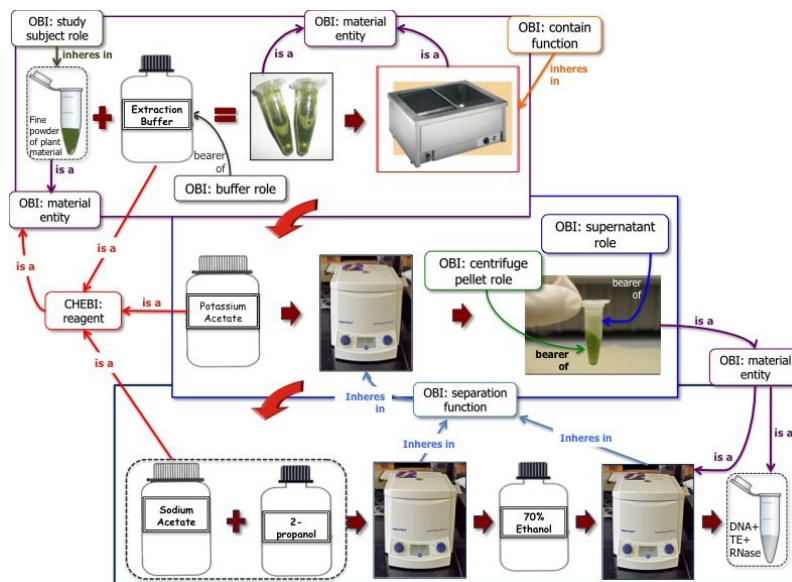 OBI: study
subject role
inheres in
Fine
powder
of plant
material
is a
OBI: material
entity
Extraction
Buffer
bearer
of
OBI: buffer role
OBI: material
entity
is a
is a
OBI: contain
function
inheres
in
is a
is a
CHEBI:
reagent
is a
is a
Potassium
Acetate
OBI: centrifuge
pellet role
OBI: supernatant
role
bearer
of
bearer
of
is a
OBI: material
entity
is a
is a
Inheres
in
OBI: separation
function
Inheres in
Inheres in
Sodium
Acetate
2-
propanol
70%
Ethanol
DNA+
TE+
RNase